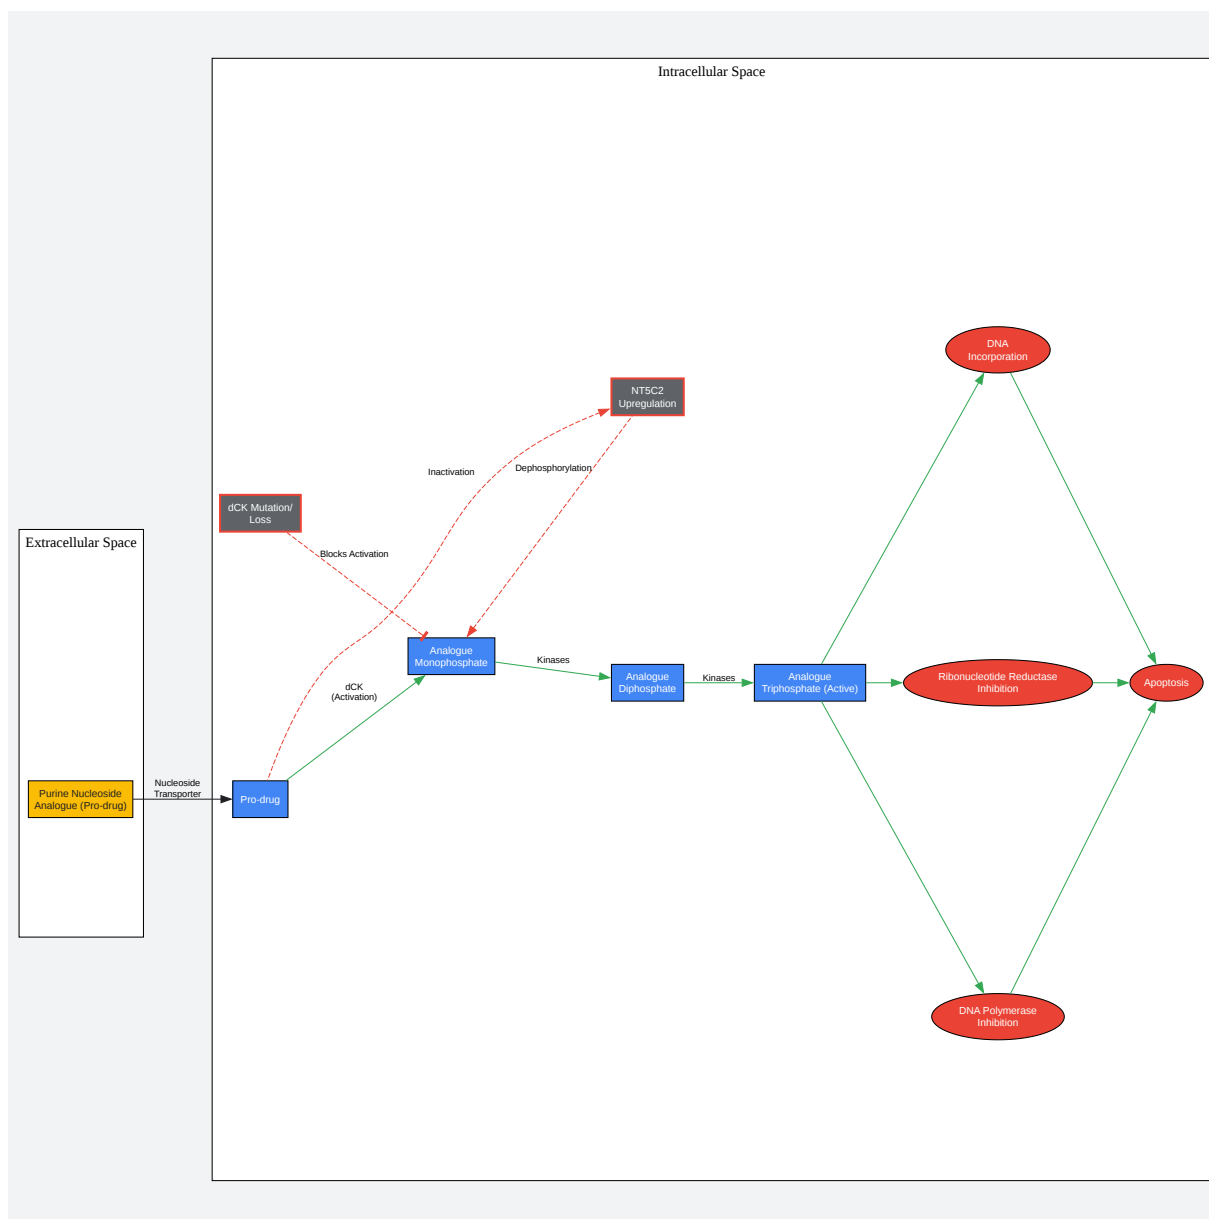 Intracellular Space
DNA
Incorporation
NT5C2
Upregulation
Inactivation
Dephosphorylation
dCK Mutation/
Loss
Extracellular Space
Blocks Activation
Analogue
Monophosphate
Kinases
Analogue
Diphosphate
Kinases
Analogue
Triphosphate (Active)
Ribonucleotide Reductase
Inhibition
Apoptosis
dCK
(Activation)
Nucleoside
Transporter
Purine Nucleoside
Analogue (Pro-drug)
Pro-drug
DNA Polymerase
Inhibition